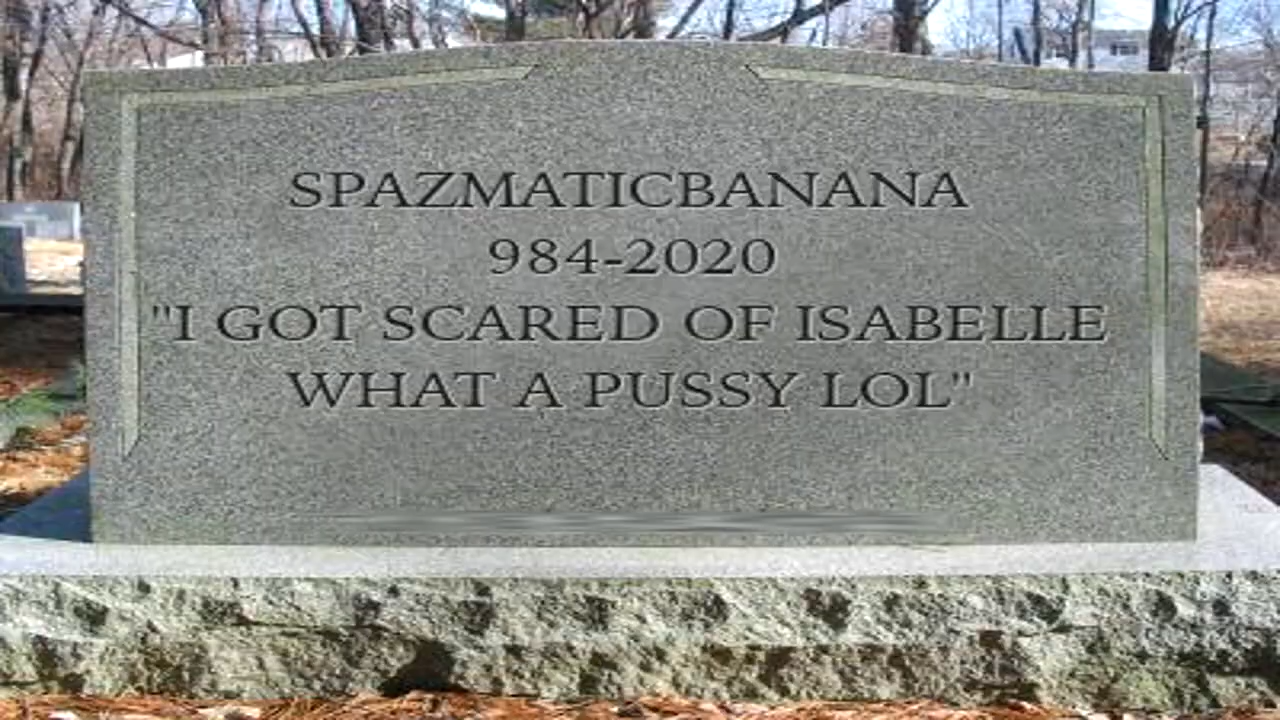 SPAZMATICBANANA
984-2020
"I GOT SCARED OF ISABELLE
WHAT A PUSSY LOL"